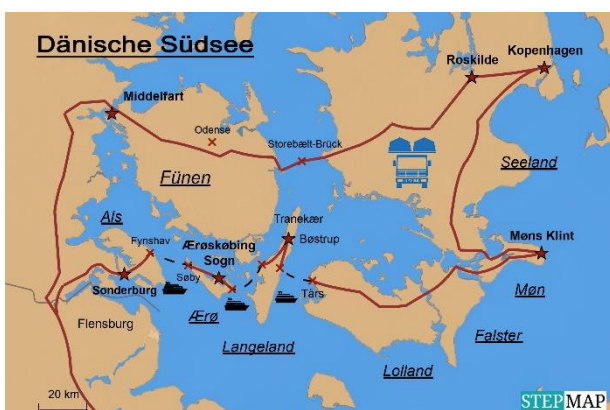 Dänische Südsee
Kopenhagen
Roskilde
Middelfart
Odense
Storebælt-Brück
Fünen
Seeland
Als
Tranekær
Fynshav
Ærøskøbing
Bøstrup
Møns Klint
Søby
Sogn
Sonderburg
Tårs
Møn
Flensburg
Ærø
Falster
Langeland
Lolland
20 km
STEPMAP